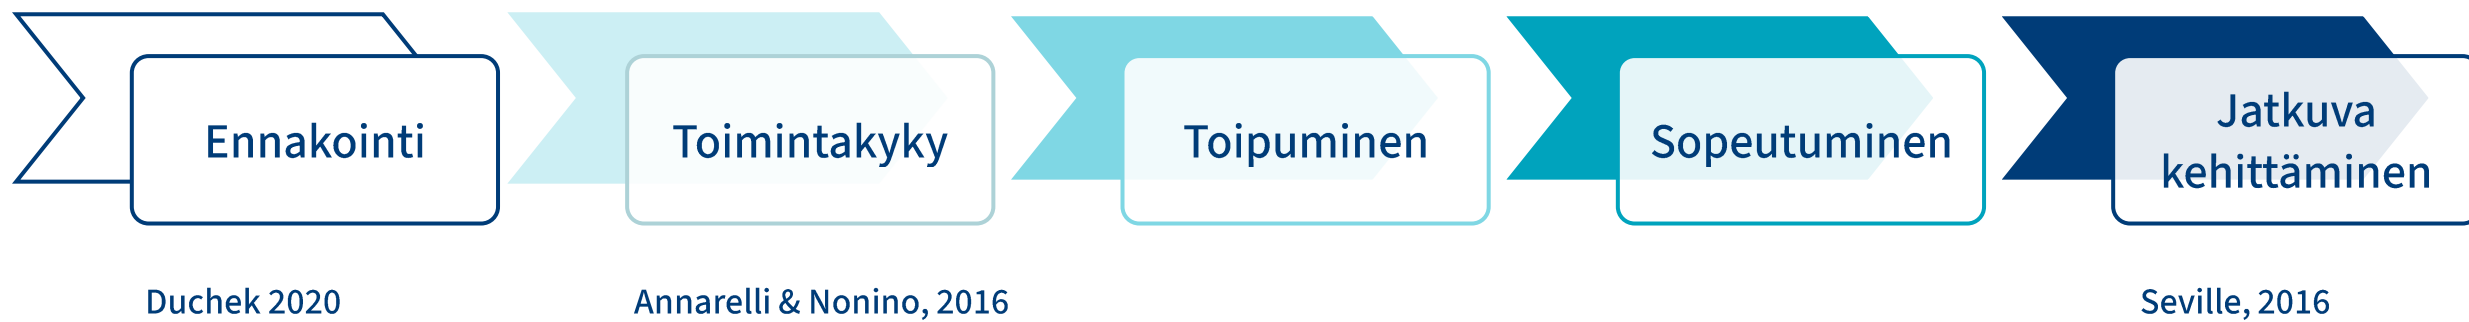 Ennakointi
Toimintakyky
Toipuminen
Sopeutuminen
Jatkuva
kehittäminen
Duchek 2020
Annarelli & Nonino, 2016
Seville, 2016